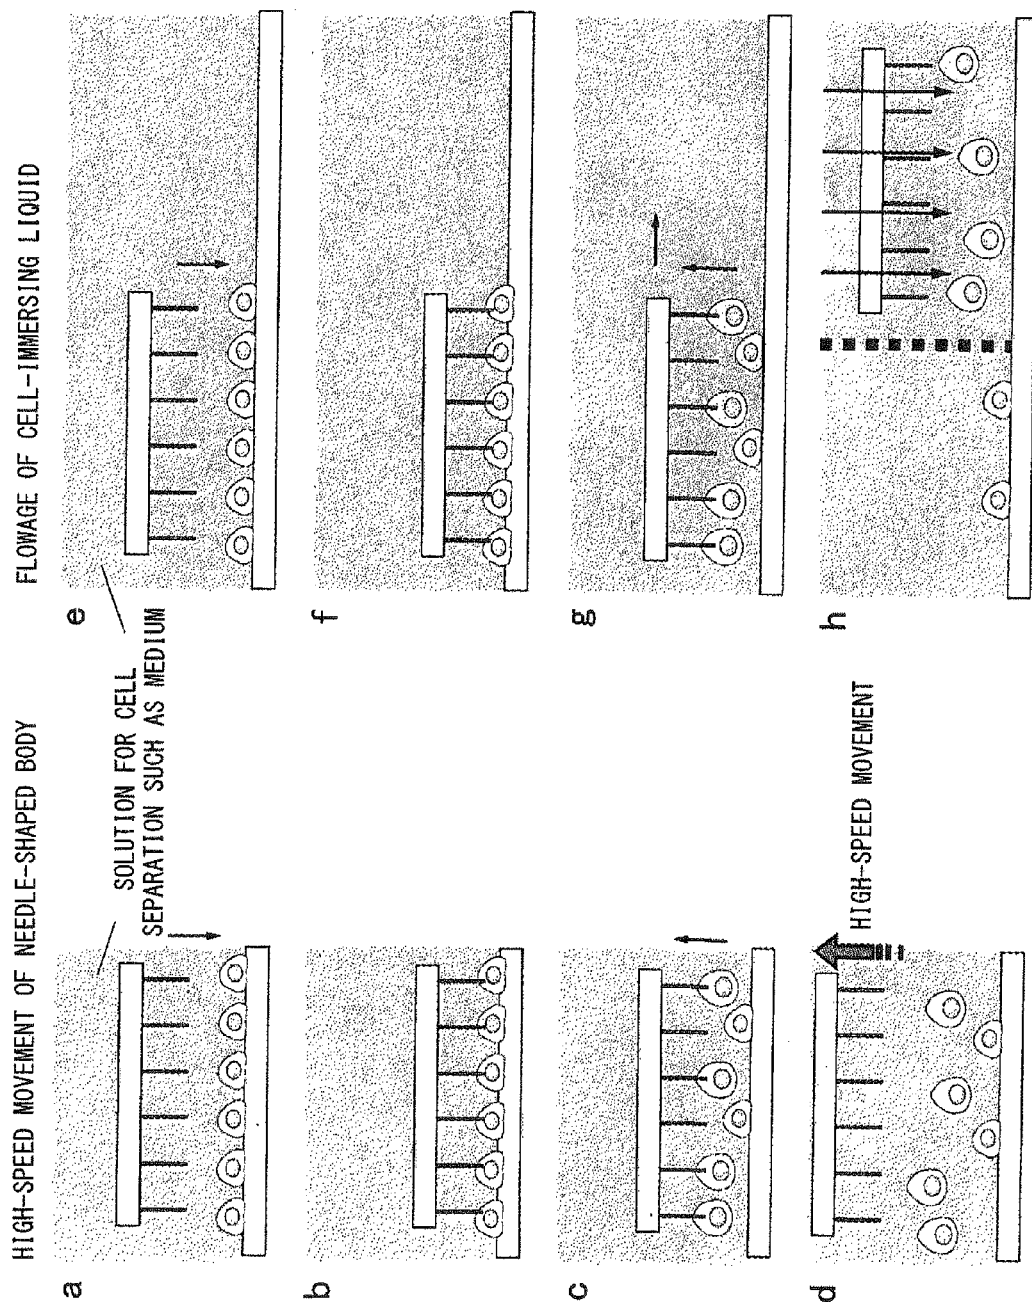 HIGH-SPEED MOVEMENT OF NEEDLE-SHAPED BODY
a
SOLUTION FOR CELL
SEPARATION SUCH AS MEDIUM
b
c
d
HIGH-SPEED MOVEMENT
FLOWAGE OF CELL-IMMERSING LIQUID
e
f
g
h